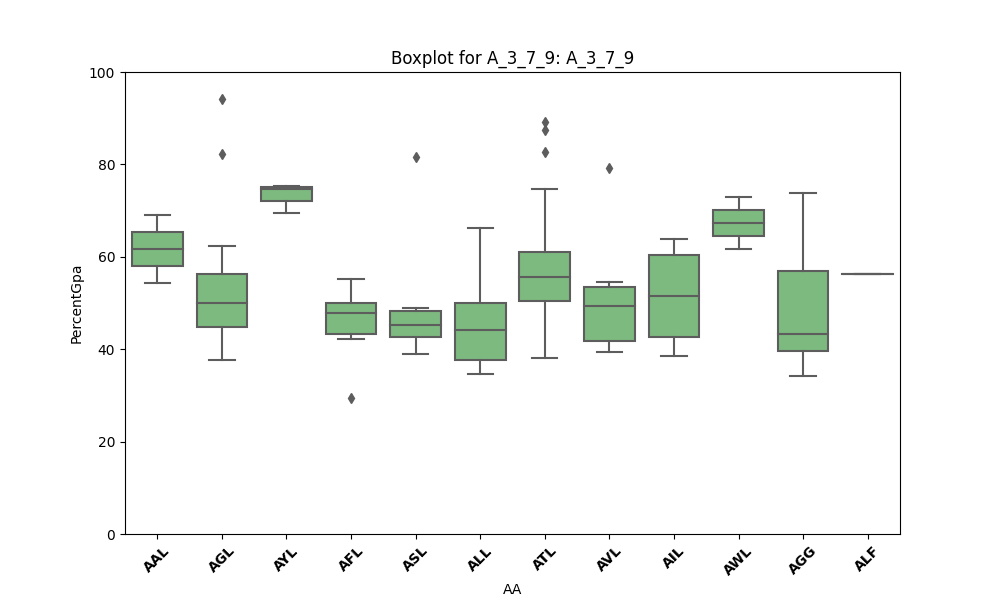 Boxplot for A_3_7_9: A_3_7_9
100
80
60
40
20
0
PercentGpa
AAL AGL AYL AFL ASL ALL ATL AVL AIL AWL AGG ALF
AA